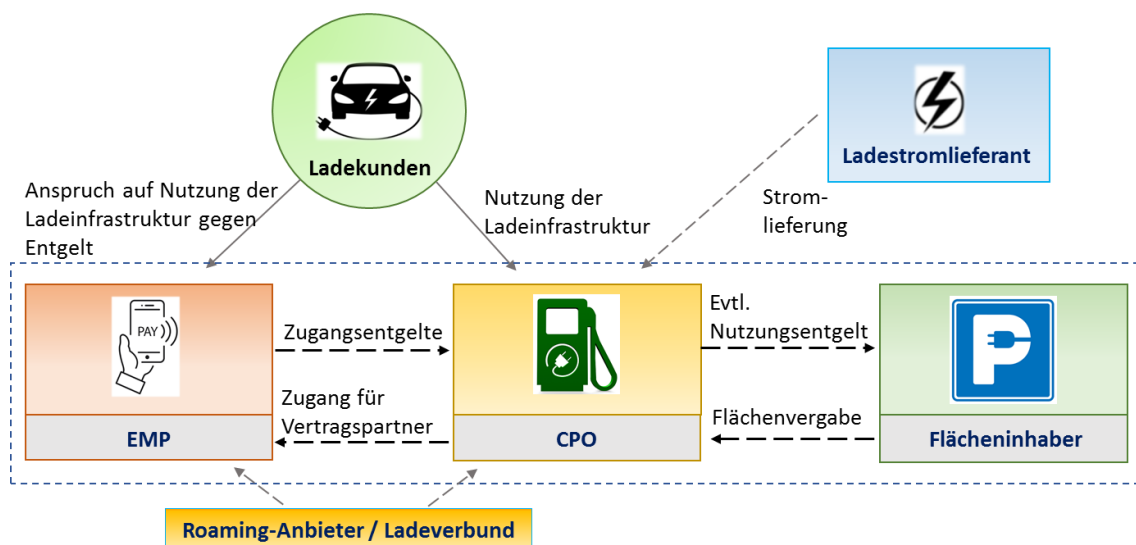 Ladekunden
Ladestromlieferant
Anspruch auf Nutzung der
Ladeinfrastruktur gegen
Entgelt
Nutzung der
Ladeinfrastruktur
Strom-
lieferung
PAY
EMP
Zugangsentgelte
Zugang für
Vertragspartner
CPO
Evtl.
Nutzungsentgelt
Flächenvergabe
P
Flächeninhaber
Roaming-Anbieter / Ladeverbund